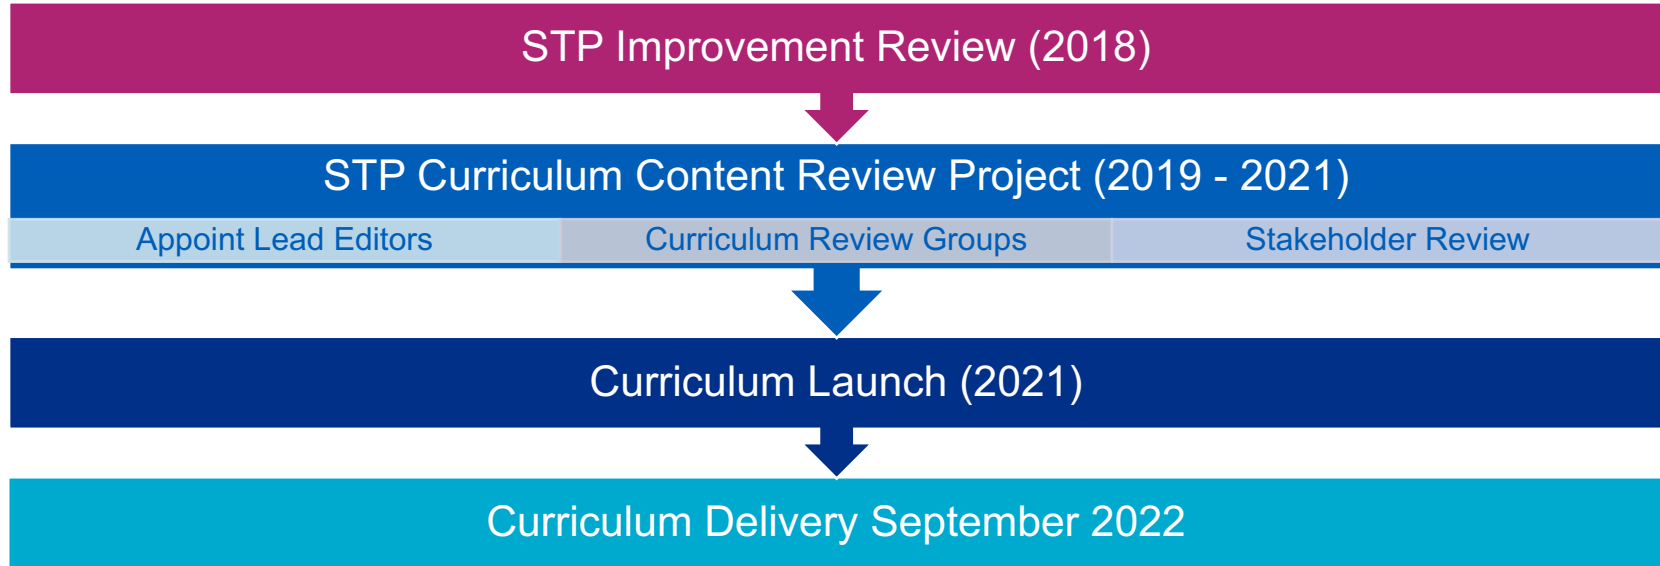 STP Improvement Review (2018)
STP Curriculum Content Review Project (2019 - 2021)
Appoint Lead Editors
Curriculum Review Groups
Stakeholder Review
Curriculum Launch (2021)
Curriculum Delivery September 2022